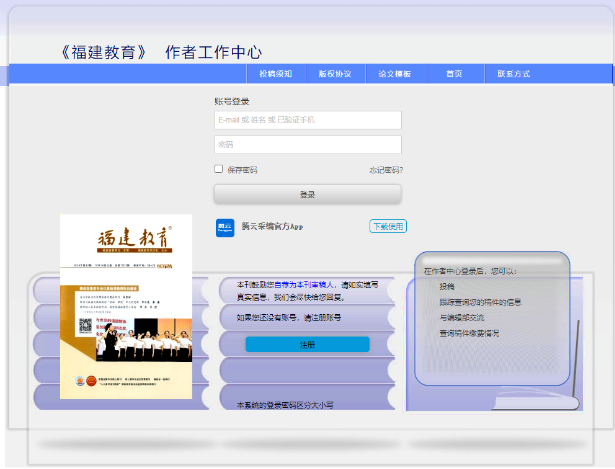 《福建教育》 作者工作中心
投稿须知 版权协议 论文模板 首页 联系方式
账号登录
E-mail 或 姓名 或 已验证手机
密码
保存密码 忘记密码?
登录
腾云采编官方App 下载使用
福建教育
本刊鼓励您自荐为本刊审稿人，请如实填写
真实信息，我们会尽快给您回复。
如果您还没有账号，请注册账号
注册
本系统的登录密码区分大小写
在作者中心登录后，您可以：
投稿
跟踪查询您的稿件的信息
与编辑部交流
查询稿件缴费情况